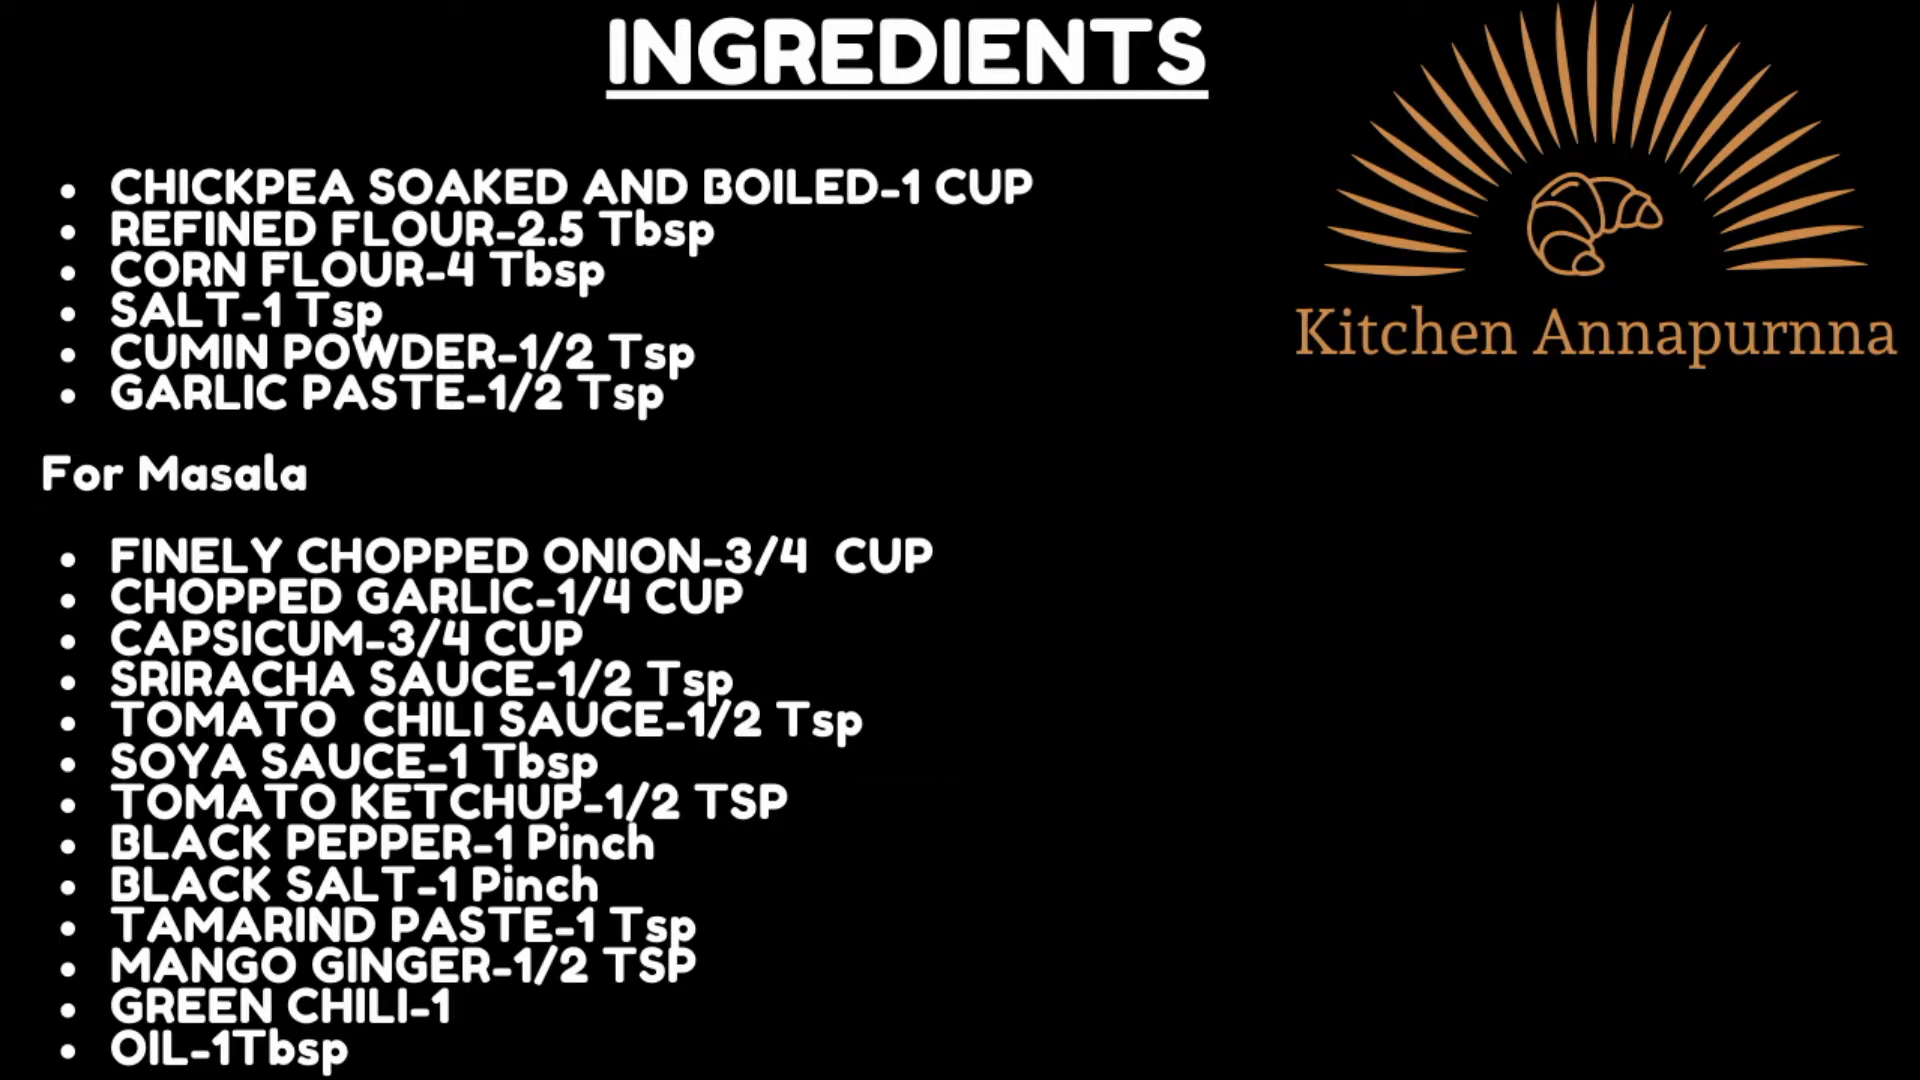 INGREDIENTS
CHICKPEA SOAKED AND BOILED-1 CUP
REFINED FLOUR-2.5 Tbsp
CORN FLOUR-4 Tbsp
SALT-1 Tsp
CUMIN POWDER-1/2 Tsp
GARLIC PASTE-1/2 Tsp
Kitchen Annapurnna
For Masala
FINELY CHOPPED ONION-3/4 CUP
CHOPPED GARLIC-1/4 CUP
CAPSICUM-3/4 CUP
SRIRACHA SAUCE-1/2 Tsp
TOMATO CHILI SAUCE-1/2 Tsp
SOYA SAUCE-1 Tbsp
TOMATO KETCHUP-1/2 TSP
BLACK PEPPER-1 Pinch
BLACK SALT-1 Pinch
TAMARIND PASTE-1 Tsp
MANGO GINGER-1/2 TSP
GREEN CHILI-1
OIL-1Tbsp